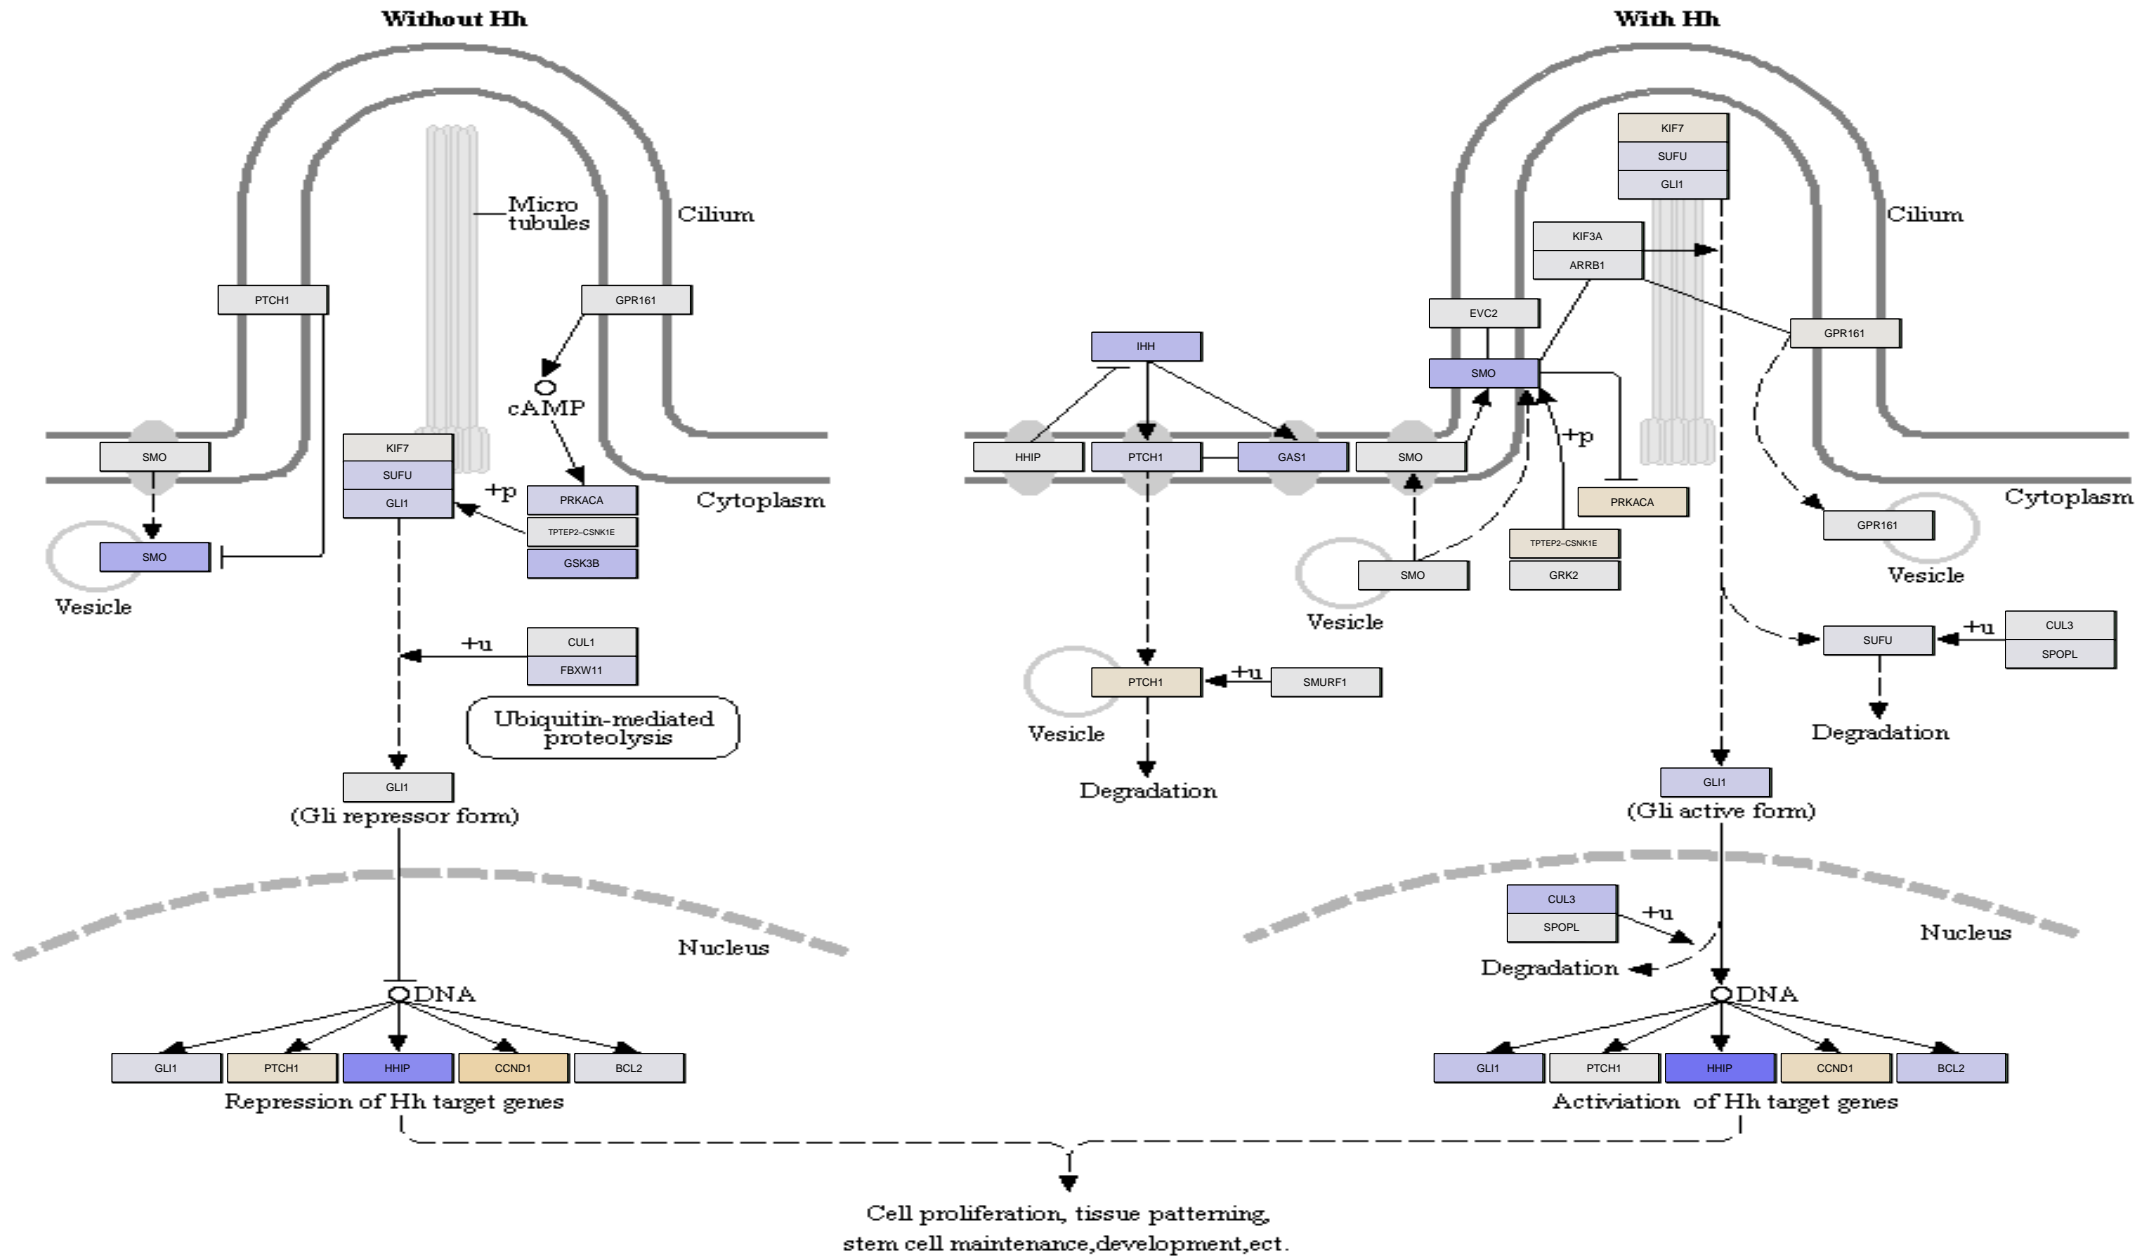 Without Hh
Micro
tubules
Cilium
PTCH1
GPR161
cAMP
SMO
KIF7
SUFU
GLI1
+p
PRKACA
TPTEP2-CSNK1E
GSK3B
Cytoplasm
SMO
Vesicle
+u
CUL1
FBXW11
Ubiquitin-mediated
proteolysis
GLI1
(Gli repressor form)
Nucleus
DNA
GLI1
PTCH1
HHIP
CCND1
BCL2
Repression of Hh target genes
With Hh
KIF7
SUFU
GLI1
Cilium
KIF3A
ARRB1
EVC2
GPR161
IHH
SMO
+p
HHIP
PTCH1
GAS1
SMO
PRKACA
Cytoplasm
GPR161
Vesicle
TPTEP2-CSNK1E
GRK2
SMO
Vesicle
SUFU
+u
CUL3
SPOPL
Degradation
PTCH1
+u
SMURF1
Vesicle
Degradation
GLI1
(Gli active form)
CUL3
SPOPL
+u
Nucleus
Degradation
DNA
GLI1
PTCH1
HHIP
CCND1
BCL2
Activiation of Hh target genes
Cell proliferation, tissue patterning,
stem cell maintenance,development,ect.